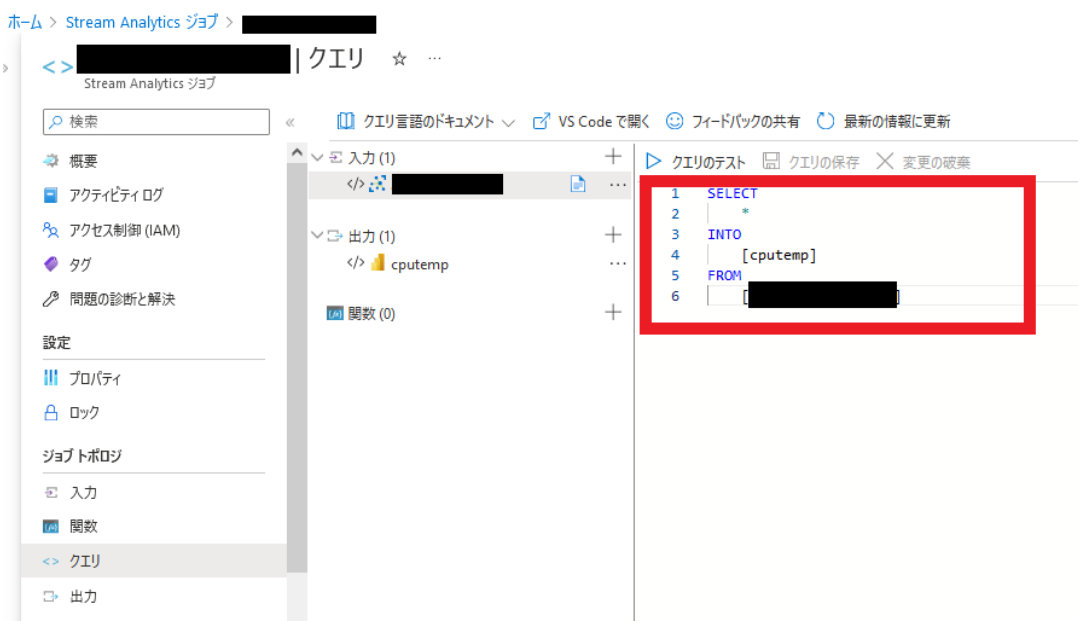 ホーム > Stream Analytics ジョブ >
| クエリ ☆ …
Stream Analytics ジョブ
検索
«
クエリ言語のドキュメント
VS Code で開く
フィードバックの共有
最新の情報に更新
概要
アクティビティ ログ
アクセス制御 (IAM)
タグ
問題の診断と解決
設定
プロパティ
ロック
ジョブ トポロジ
入力
関数
クエリ
出力
入力 (1)
出力 (1)
cputemp
関数 (0)
クエリのテスト
クエリの保存
変更の破棄
1 SELECT
2 *
3 INTO
4 [cputemp]
5 FROM
6 [ ]